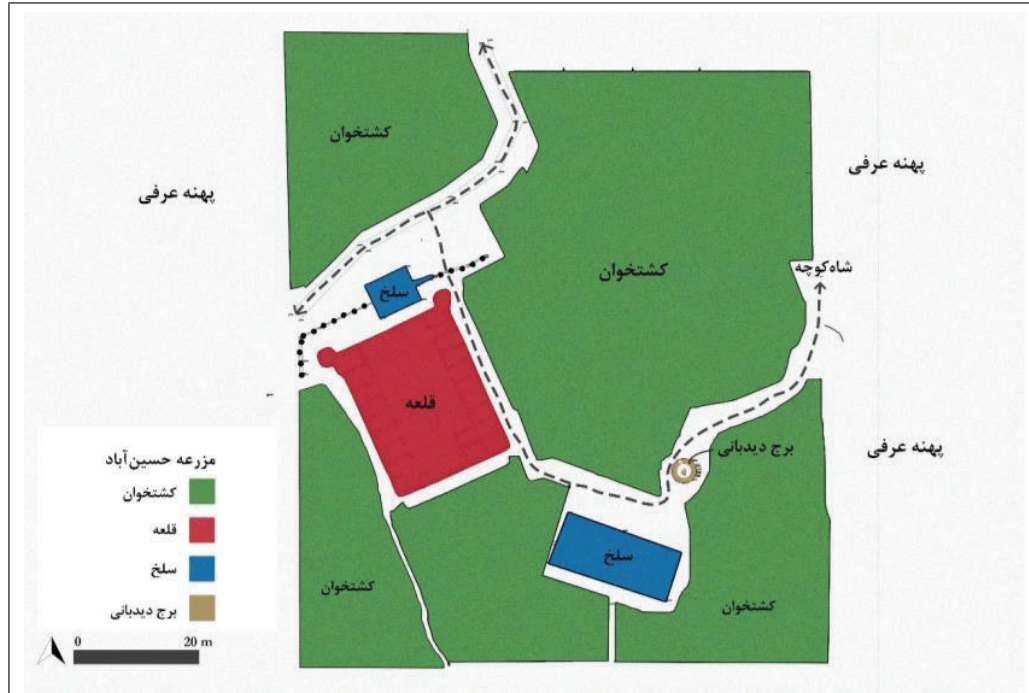 کشتخوان
پهنه عرفی
پهنه عرفی
کشتخوان
شاه‌کوچه
سلخ
قلعه
برج دیدبانی
پهنه عرفی
سلخ
کشتخوان
کشتخوان
مزرعه حسین‌آباد
کشتخوان
قلعه
سلخ
برج دیدبانی
0 20 m